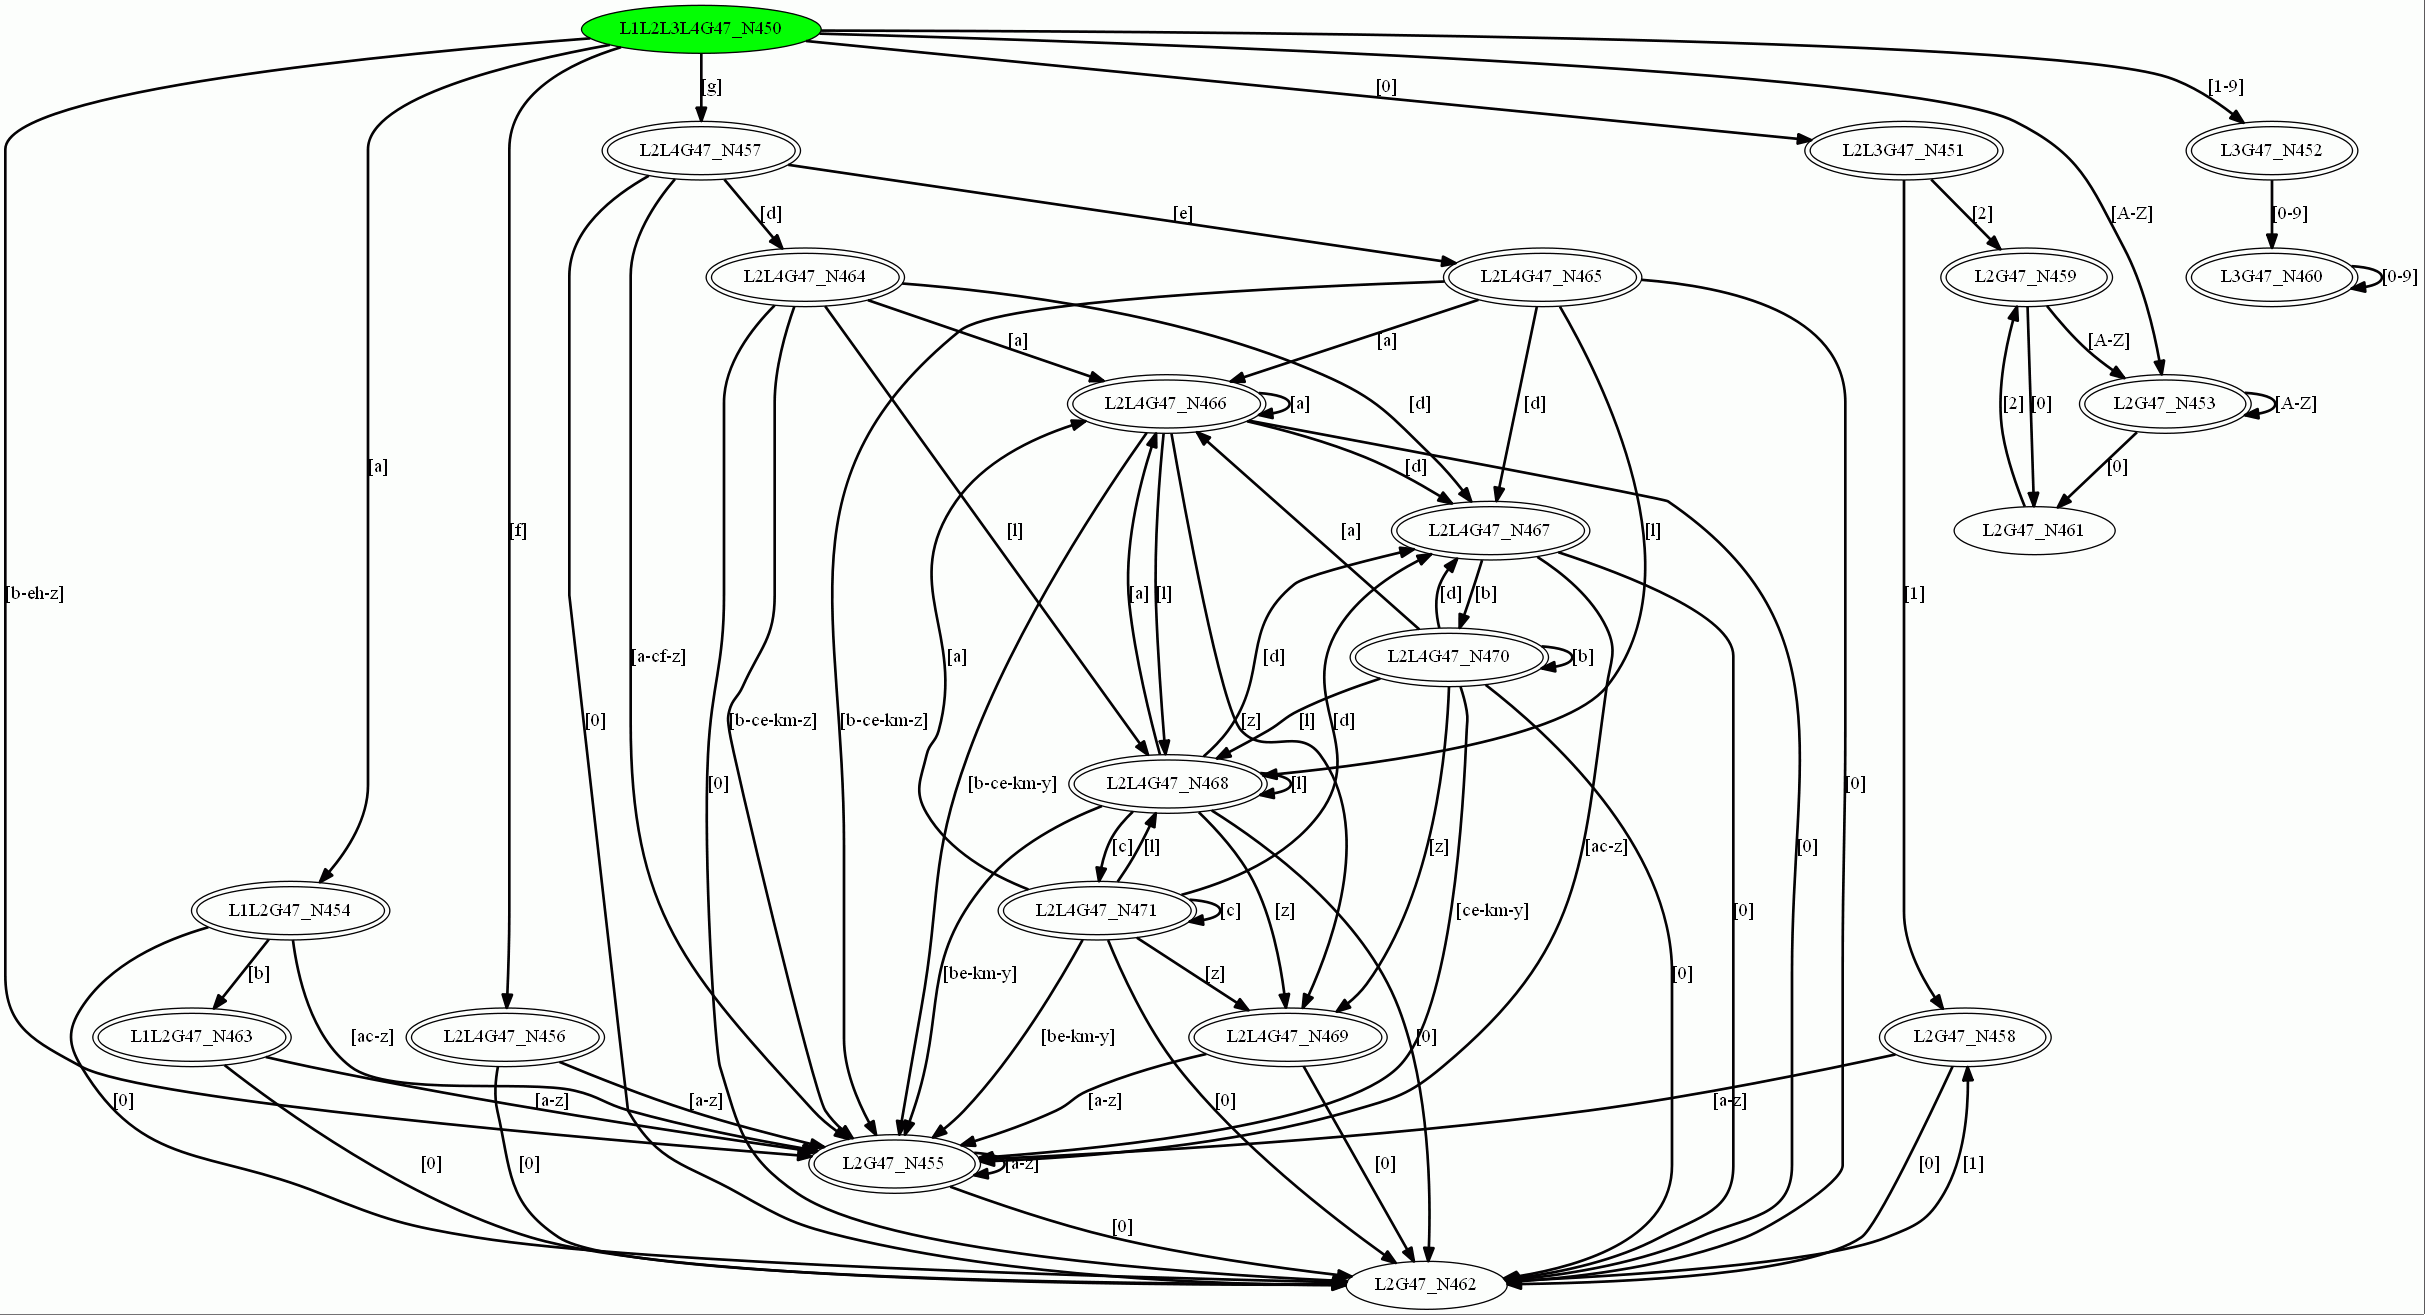 L1L2L3L4G47_N450
[g]
[0]
[1-9]
L2L4G47_N457
L2L3G47_N451
L3G47_N452
[d]
[e]
[2]
[A-Z]
[0-9]
L2L4G47_N464
L2L4G47_N465
L2G47_N459
L3G47_N460
[0-9]
[a]
[a]
[A-Z]
L2L4G47_N466
[a]
[d]
[d]
[2]
[0]
L2G47_N453
[A-Z]
[a]
[d]
[0]
[f]
[l]
[a]
L2L4G47_N467
[l]
L2G47_N461
[b-eh-z]
[a]
[l]
[d]
[b]
[1]
[a-cf-z]
[a]
[d]
L2L4G47_N470
[b]
[0]
[b-ce-km-z]
[b-ce-km-z]
[z]
[l]
[d]
[0]
[b-ce-km-y]
L2L4G47_N468
[l]
[0]
[c]
[l]
[z]
[ac-z]
[0]
L1L2G47_N454
L2L4G47_N471
[c]
[z]
[ce-km-y]
[0]
[b]
[be-km-y]
[z]
[0]
L1L2G47_N463
[ac-z]
L2L4G47_N456
[be-km-y]
L2L4G47_N469
[0]
L2G47_N458
[0]
[a-z]
[a-z]
[a-z]
[0]
[a-z]
[0]
[0]
L2G47_N455
[a-z]
[0]
[0]
[1]
[0]
L2G47_N462